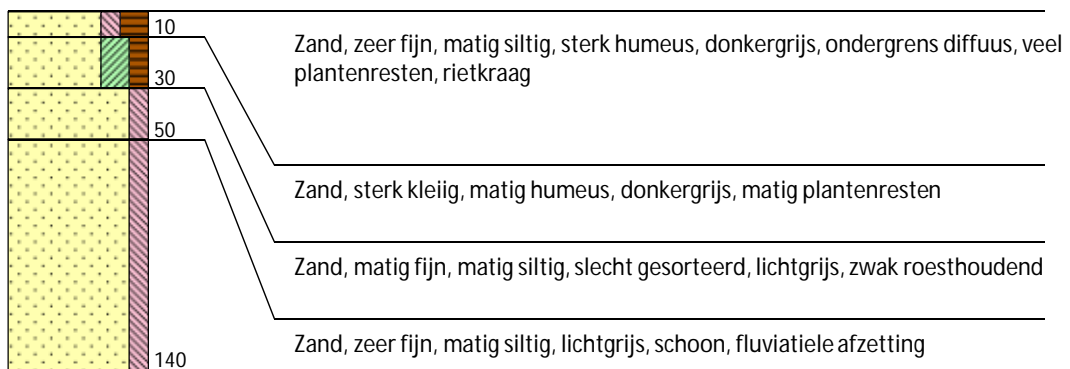 10
Zand, zeer fijn, matig siltig, sterk humeus, donkergrijs, ondergrens diffuus, veel
plantenresten, rietkraag
30
50
Zand, sterk kleiig, matig humeus, donkergrijs, matig plantenresten
Zand, matig fijn, matig siltig, slecht gesorteerd, lichtgrijs, zwak roesthoudend
Zand, zeer fijn, matig siltig, lichtgrijs, schoon, fluviatiele afzetting
140